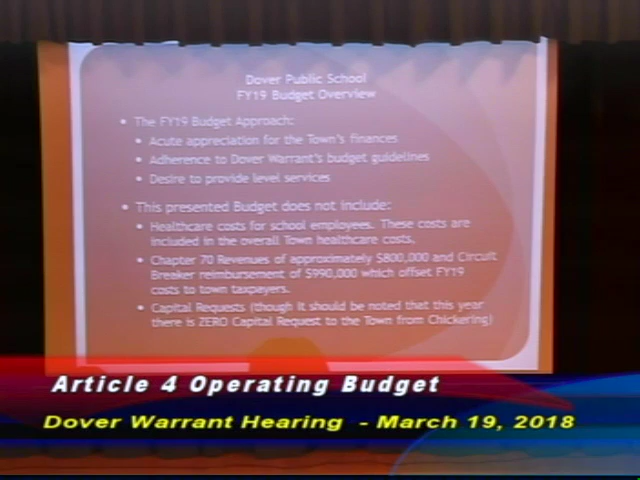 Dover Public School
FY19 Budget Overview
• The FY19 Budget Approach:
• Acute appreciation for the Town's finances
• Adherence to Dover Warrant's budget guidelines
• Desire to provide level services
• This presented Budget does not include:
• Healthcare costs for school employees. These costs are
included in the overall Town healthcare costs.
• Chapter 70 Revenues of approximately $800,000 and Circuit
Breaker reimbursement of $990,000 which offset FY19
costs to town taxpayers.
• Capital Requests (though it should be noted that this year
there is ZERO Capital Request to the Town from Chickering)
Article 4 Operating Budget
Dover Warrant Hearing - March 19, 2018